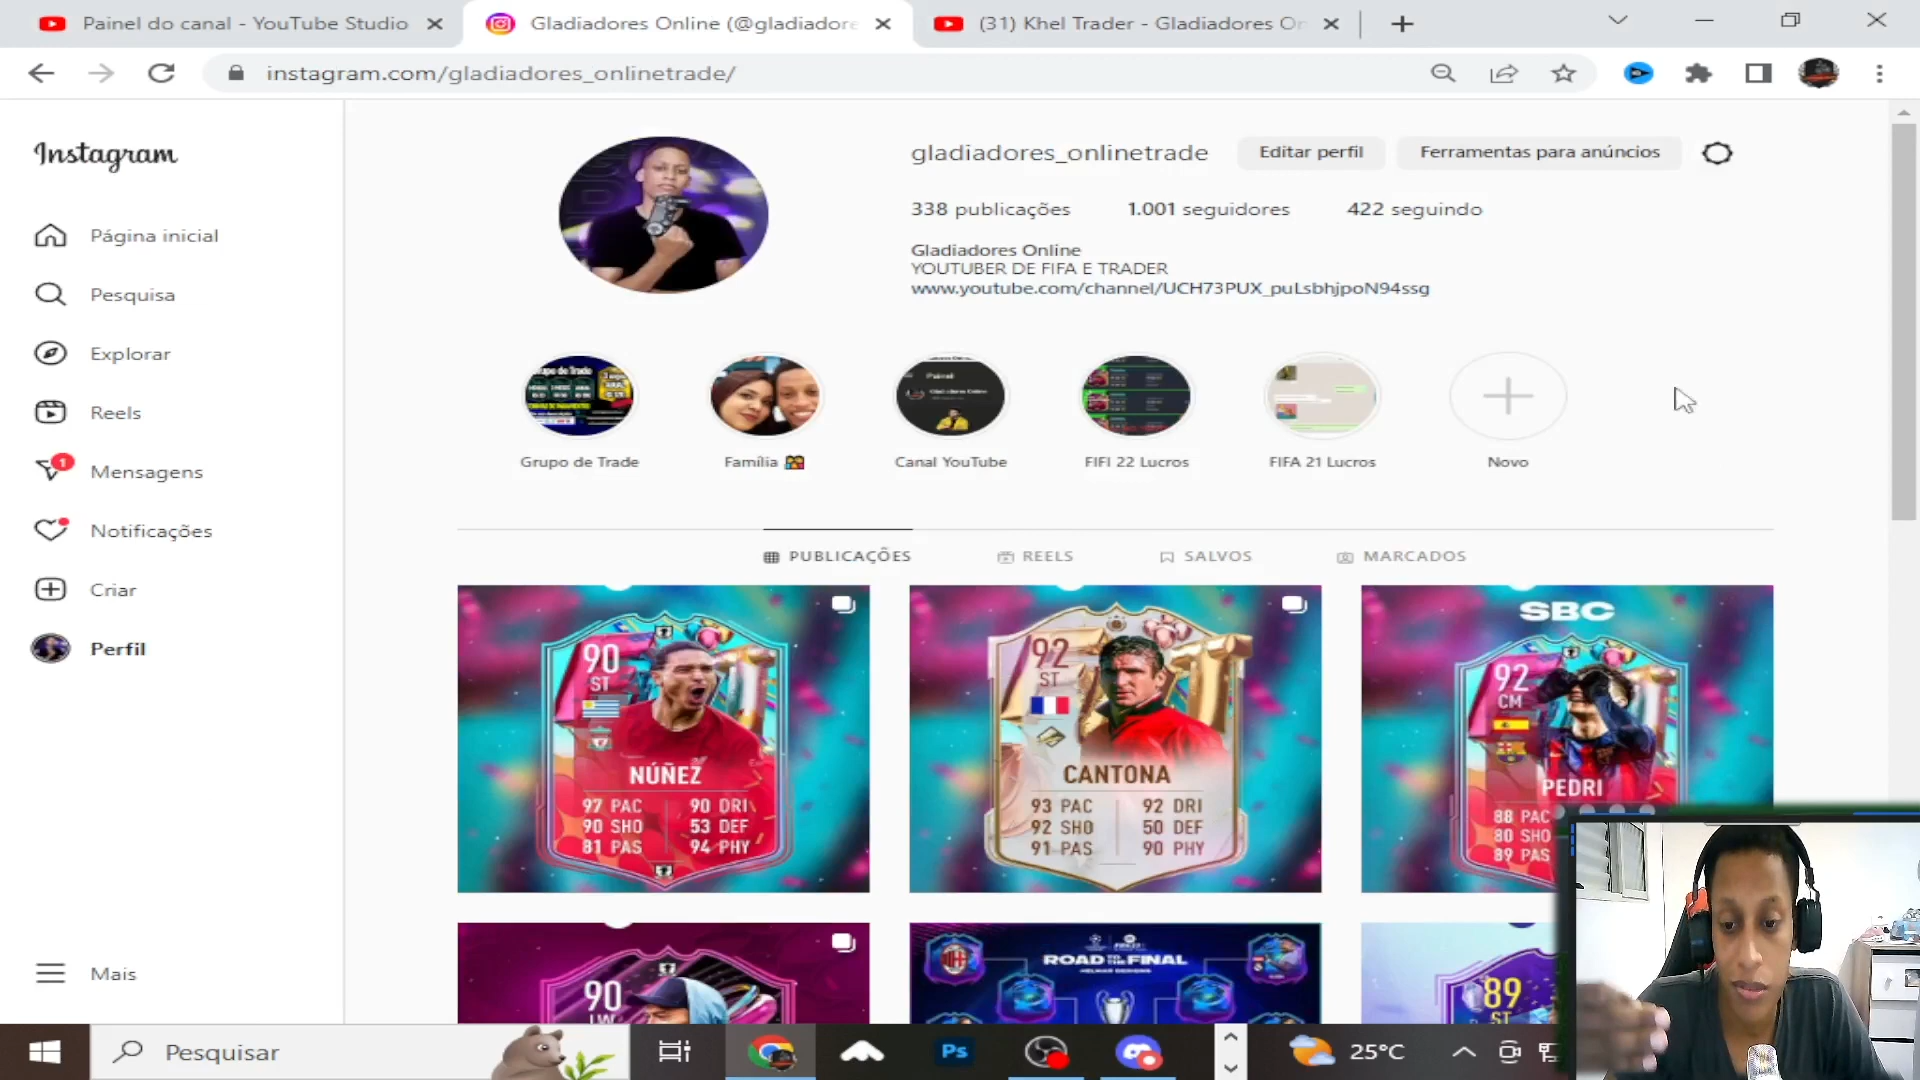 Painel do canal - YouTube Studio
Gladiadores Online (@gladiadore
(31) Khel Trader - Gladiadores On
instagram.com/gladiadores_onlinetrade/
Instagram
Página inicial
Pesquisa
Explorar
Reels
1
Mensagens
Notificações
Criar
Perfil
Mais
gladiadores_onlinetrade
Editar perfil
Ferramentas para anúncios
338 publicações
1.001 seguidores
422 seguindo
Gladiadores Online
YOUTUBER DE FIFA E TRADER
www.youtube.com/channel/UCH73PUX_puLsbhjpoN94ssg
Grupo de Trade
Família
Canal YouTube
FIFI 22 Lucros
FIFA 21 Lucros
Novo
PUBLICAÇÕES
REELS
SALVOS
MARCADOS
90
ST
NÚÑEZ
97 PAC 90 DRI
90 SHO 53 DEF
81 PAS 94 PHY
92
ST
CANTONA
93 PAC 92 DRI
92 SHO 50 DEF
91 PAS 90 PHY
SBC
92
CM
PEDRI
88 PAC
80 SHO
89 PAS
90
LW
ROAD TO THE FINAL
89
ST
Pesquisar
Ps
25°C